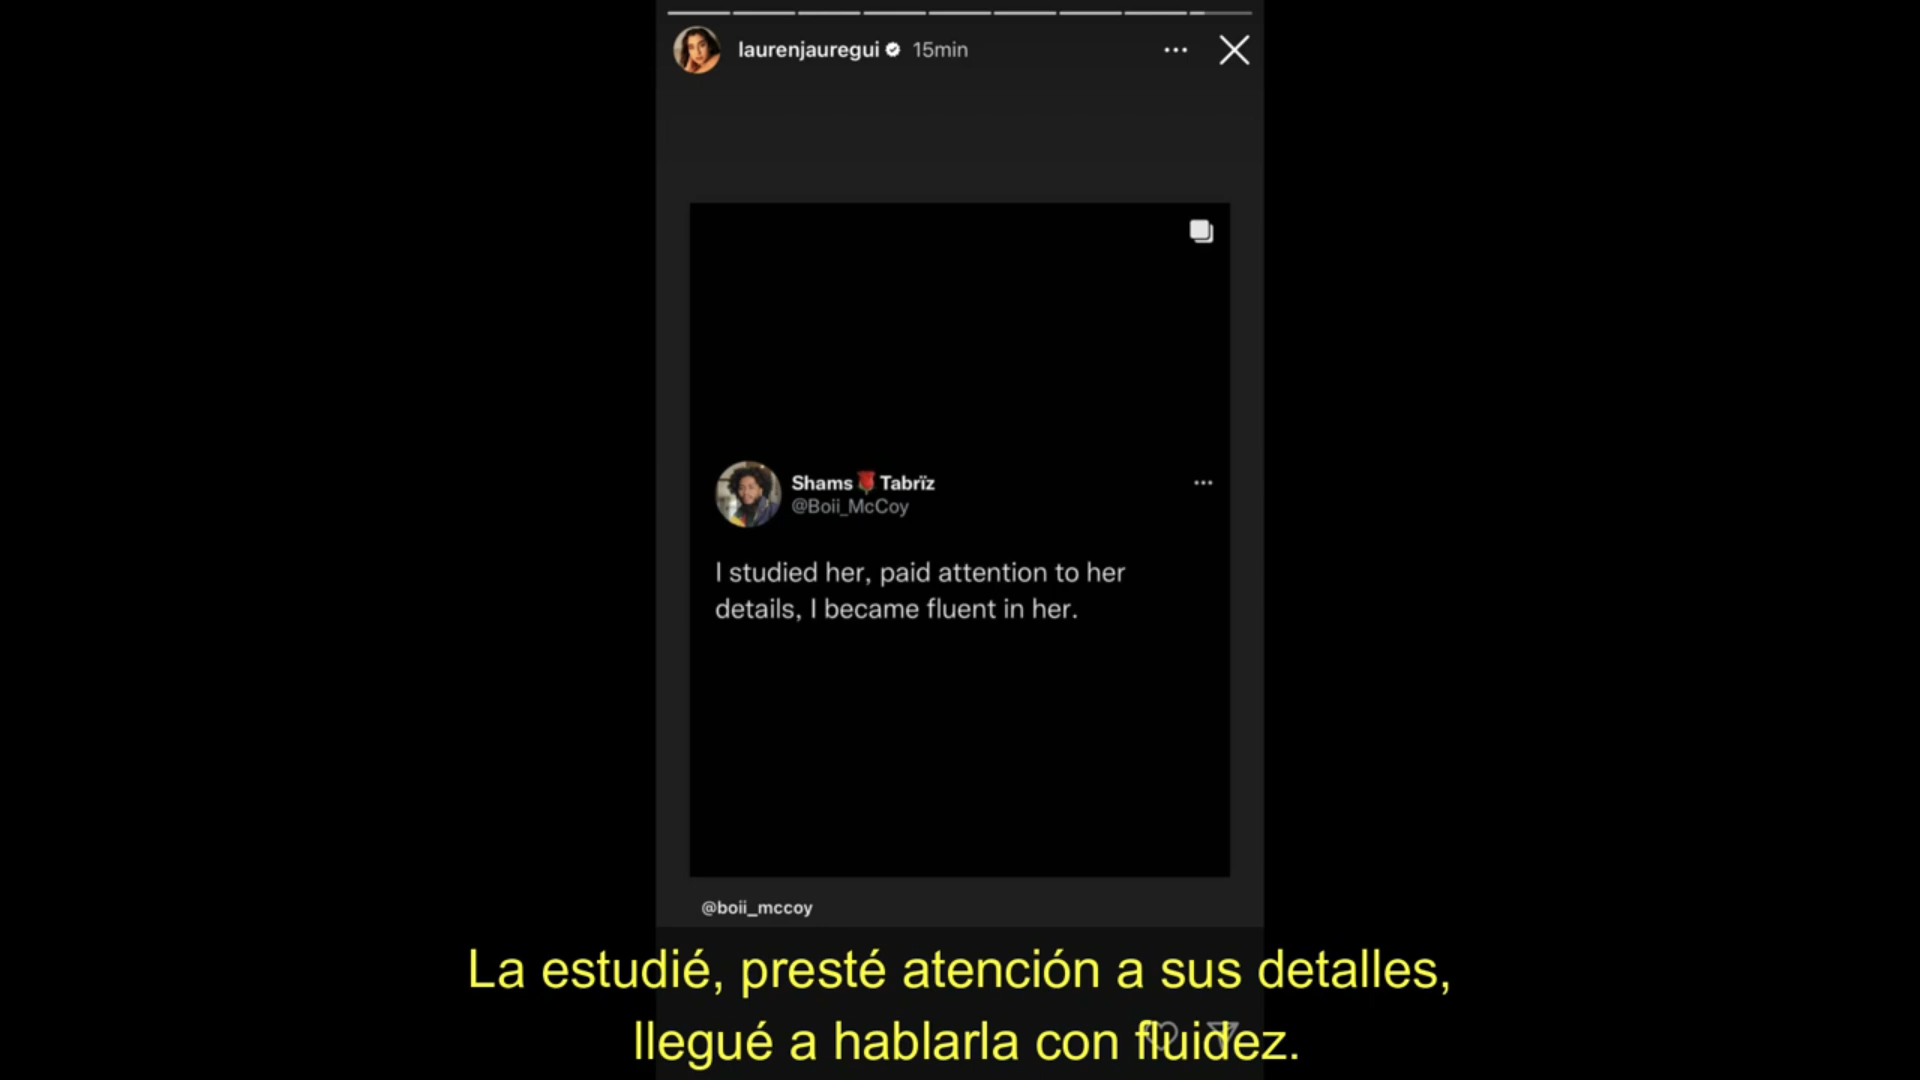 laurenjauregui 15min
Shams🌹Tabrïz
@Boii_McCoy
I studied her, paid attention to her
details, I became fluent in her.
@boii_mccoy
La estudié, presté atención a sus detalles,
llegué a hablarla con fluidez.